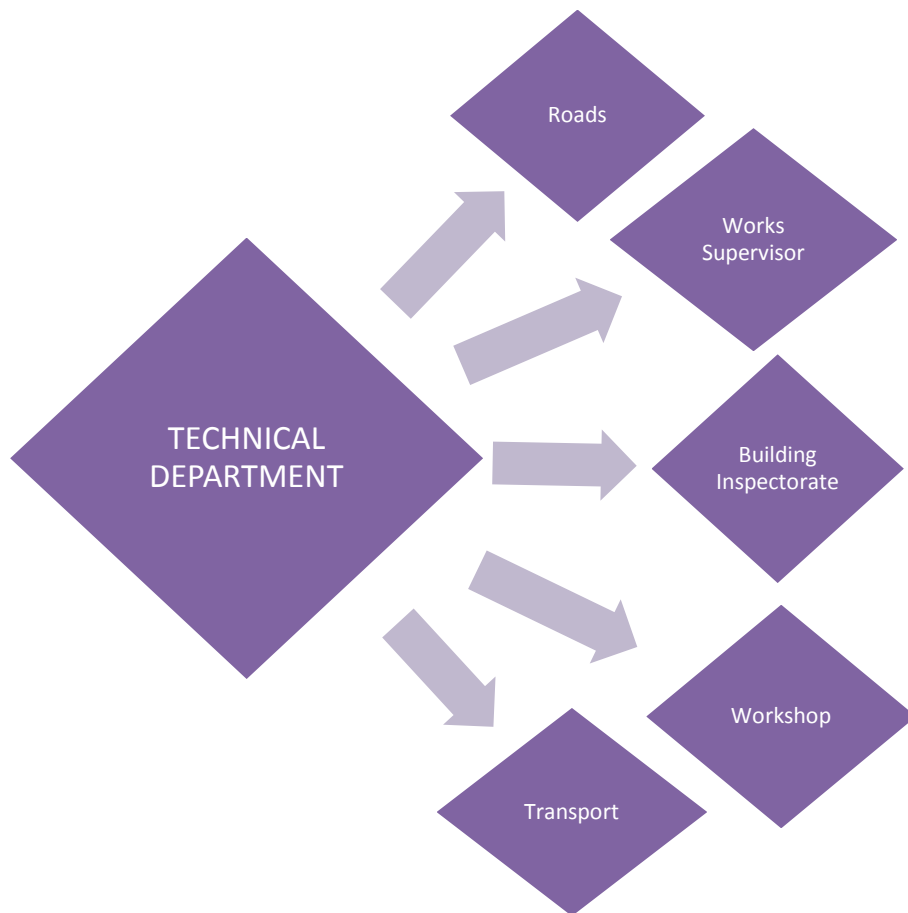 Roads
Works
Supervisor
TECHNICAL
DEPARTMENT
Building
Inspectorate
Workshop
Transport